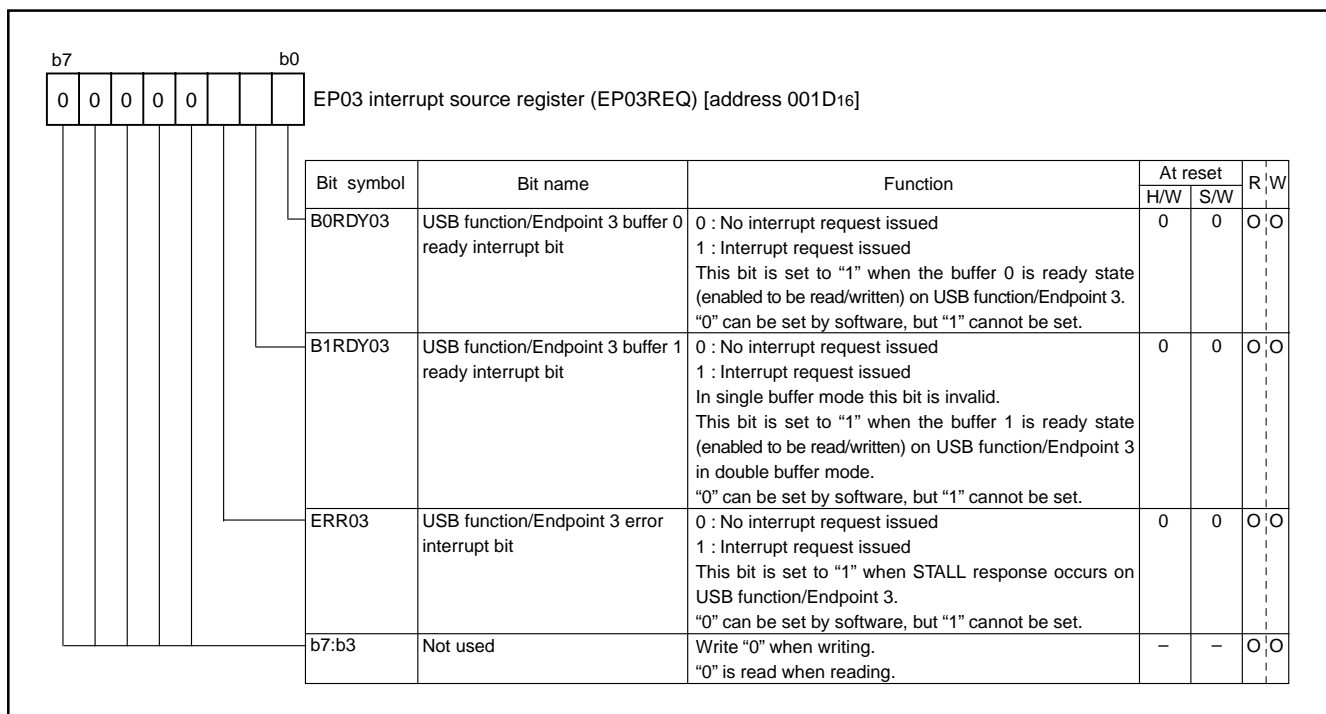 b7 b0
0 0 0 0 0 EP03 interrupt source register (EP03REQ) [address 001D16]
Bit symbol Bit name Function At reset R W
H/W S/W
B0RDY03 USB function/Endpoint 3 buffer 0 0 : No interrupt request issued 0 0 O O
ready interrupt bit 1 : Interrupt request issued
This bit is set to “1” when the buffer 0 is ready state
(enabled to be read/written) on USB function/Endpoint 3.
“0” can be set by software, but “1” cannot be set.
B1RDY03 USB function/Endpoint 3 buffer 1 0 : No interrupt request issued 0 0 O O
ready interrupt bit 1 : Interrupt request issued
In single buffer mode this bit is invalid.
This bit is set to “1” when the buffer 1 is ready state
(enabled to be read/written) on USB function/Endpoint 3
in double buffer mode.
“0” can be set by software, but “1” cannot be set.
ERR03 USB function/Endpoint 3 error 0 : No interrupt request issued 0 0 O O
interrupt bit 1 : Interrupt request issued
This bit is set to “1” when STALL response occurs on
USB function/Endpoint 3.
“0” can be set by software, but “1” cannot be set.
b7:b3 Not used Write “0” when writing. – – O O
“0” is read when reading.